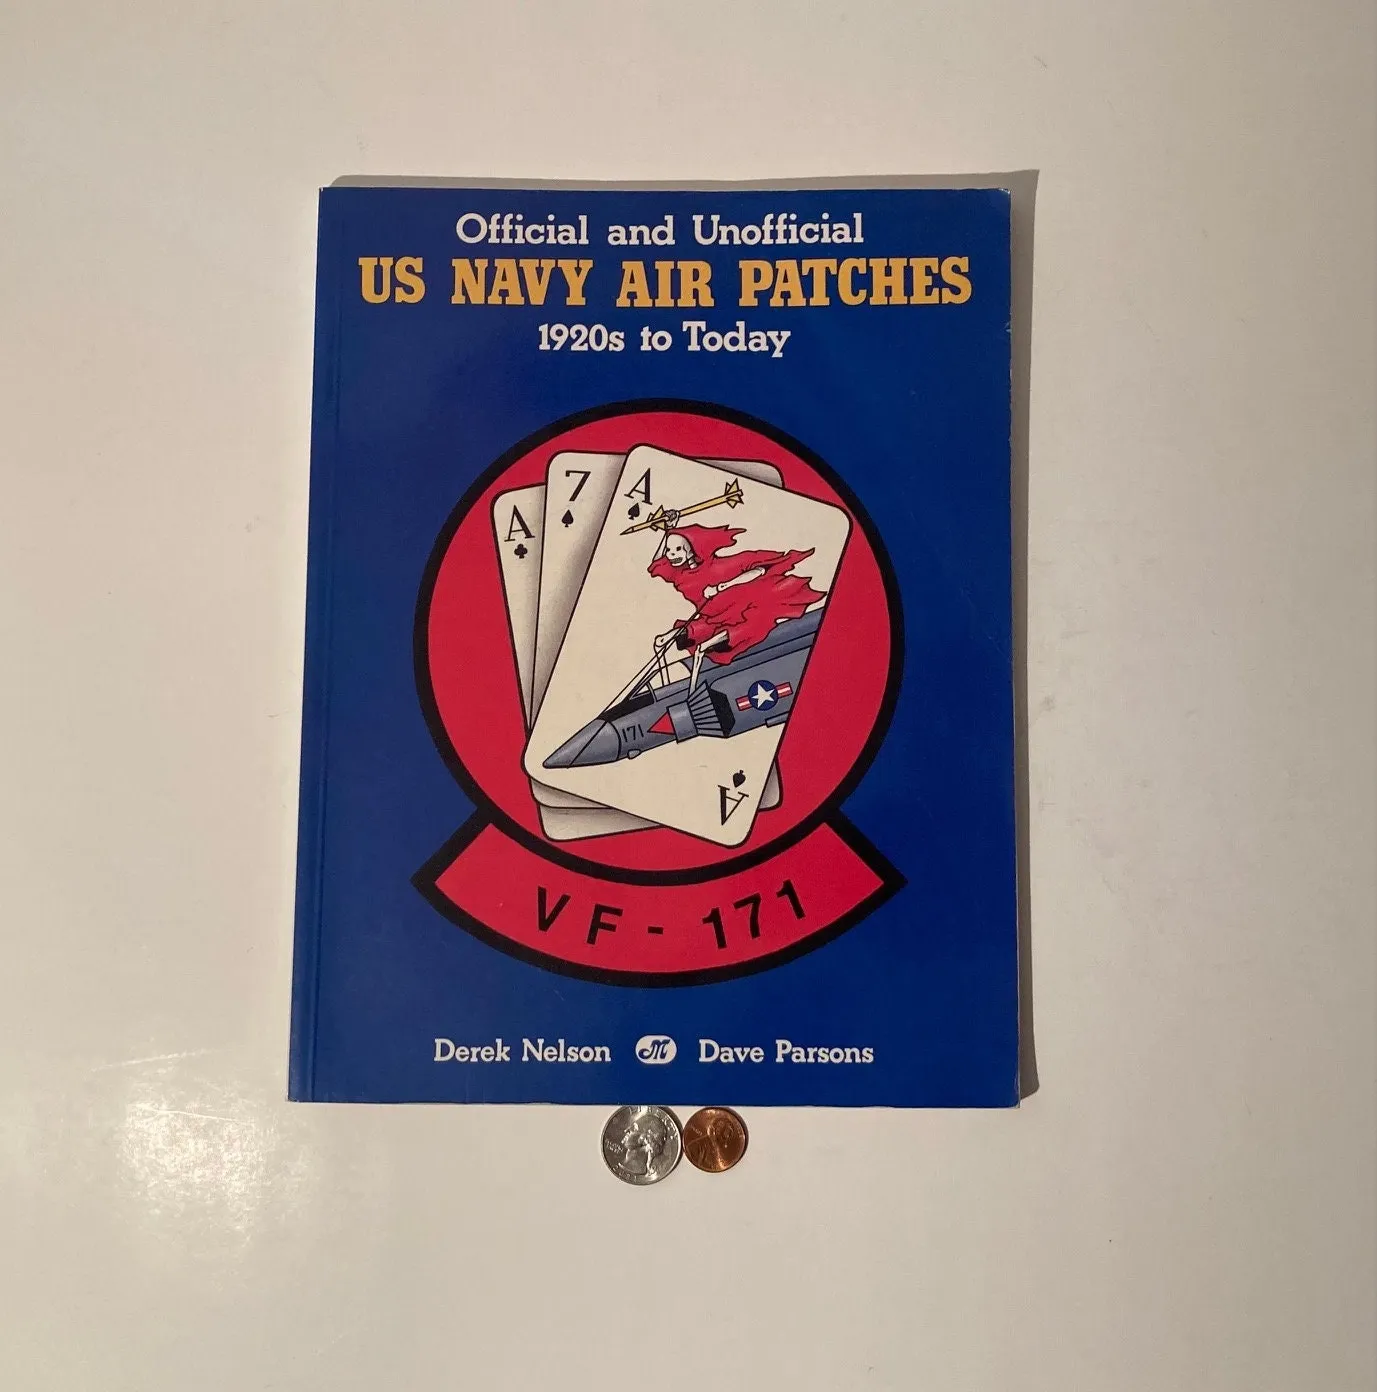 Official and Unofficial
US NAVY AIR PATCHES
1920s to Today
A
7
A
171
A
VF-171
Derek Nelson M Dave Parsons